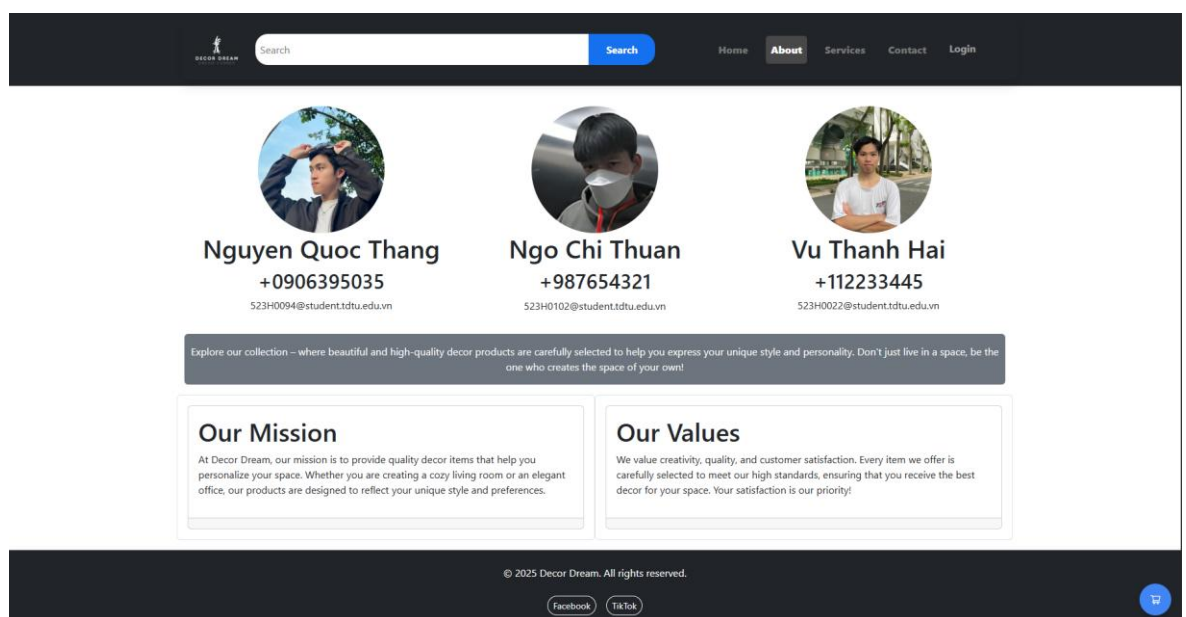 DECOR DREAM
Search
Search
Home
About
Services
Contact
Login
Nguyen Quoc Thang
+0906395035
523H0094@student.tdtu.edu.vn
Ngo Chi Thuan
+987654321
523H0102@student.tdtu.edu.vn
Vu Thanh Hai
+112233445
523H0022@student.tdtu.edu.vn
Explore our collection – where beautiful and high-quality decor products are carefully selected to help you express your unique style and personality. Don't just live in a space, be the
one who creates the space of your own!
Our Mission
At Decor Dream, our mission is to provide quality decor items that help you
personalize your space. Whether you are creating a cozy living room or an elegant
office, our products are designed to reflect your unique style and preferences.
Our Values
We value creativity, quality, and customer satisfaction. Every item we offer is
carefully selected to meet our high standards, ensuring that you receive the best
decor for your space. Your satisfaction is our priority!
© 2025 Decor Dream. All rights reserved.
Facebook
TikTok